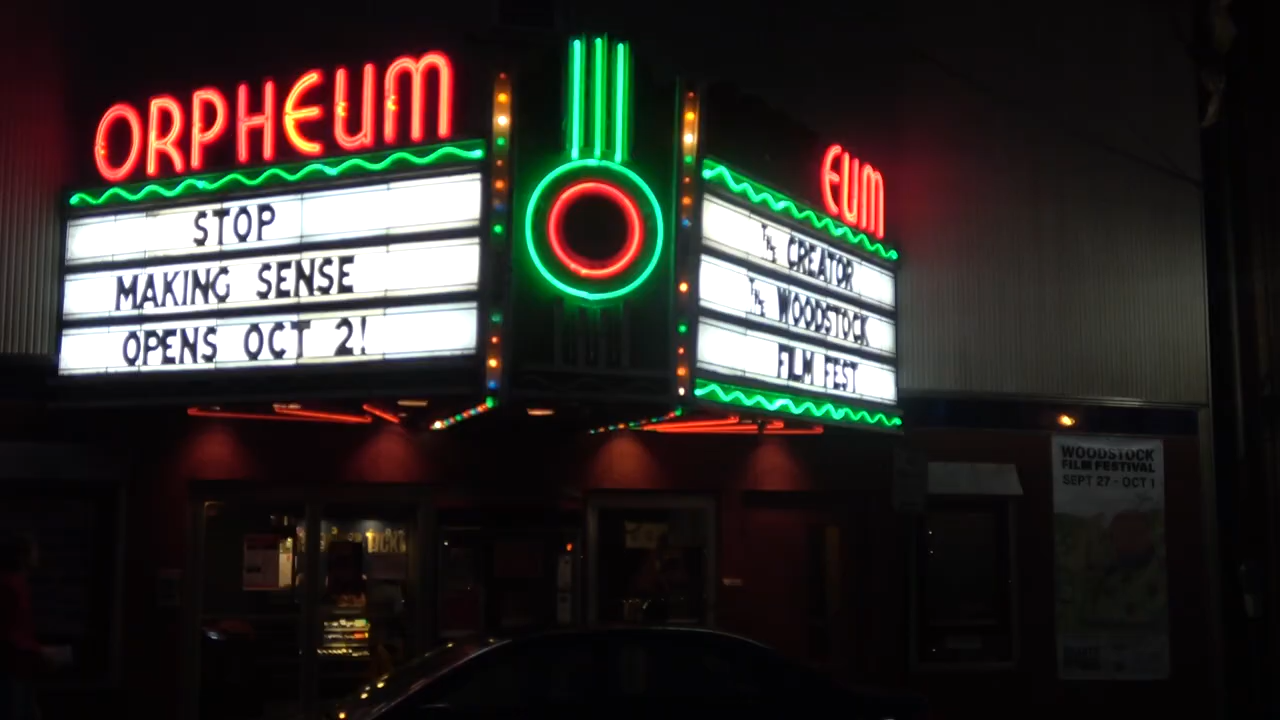 ORPHEUM
STOP
MAKING SENSE
OPENS OCT 2!
EUM
THE CREATOR
THE WOODSTOCK
FILM FEST
WOODSTOCK
FILM FESTIVAL
SEPT 27 - OCT 1